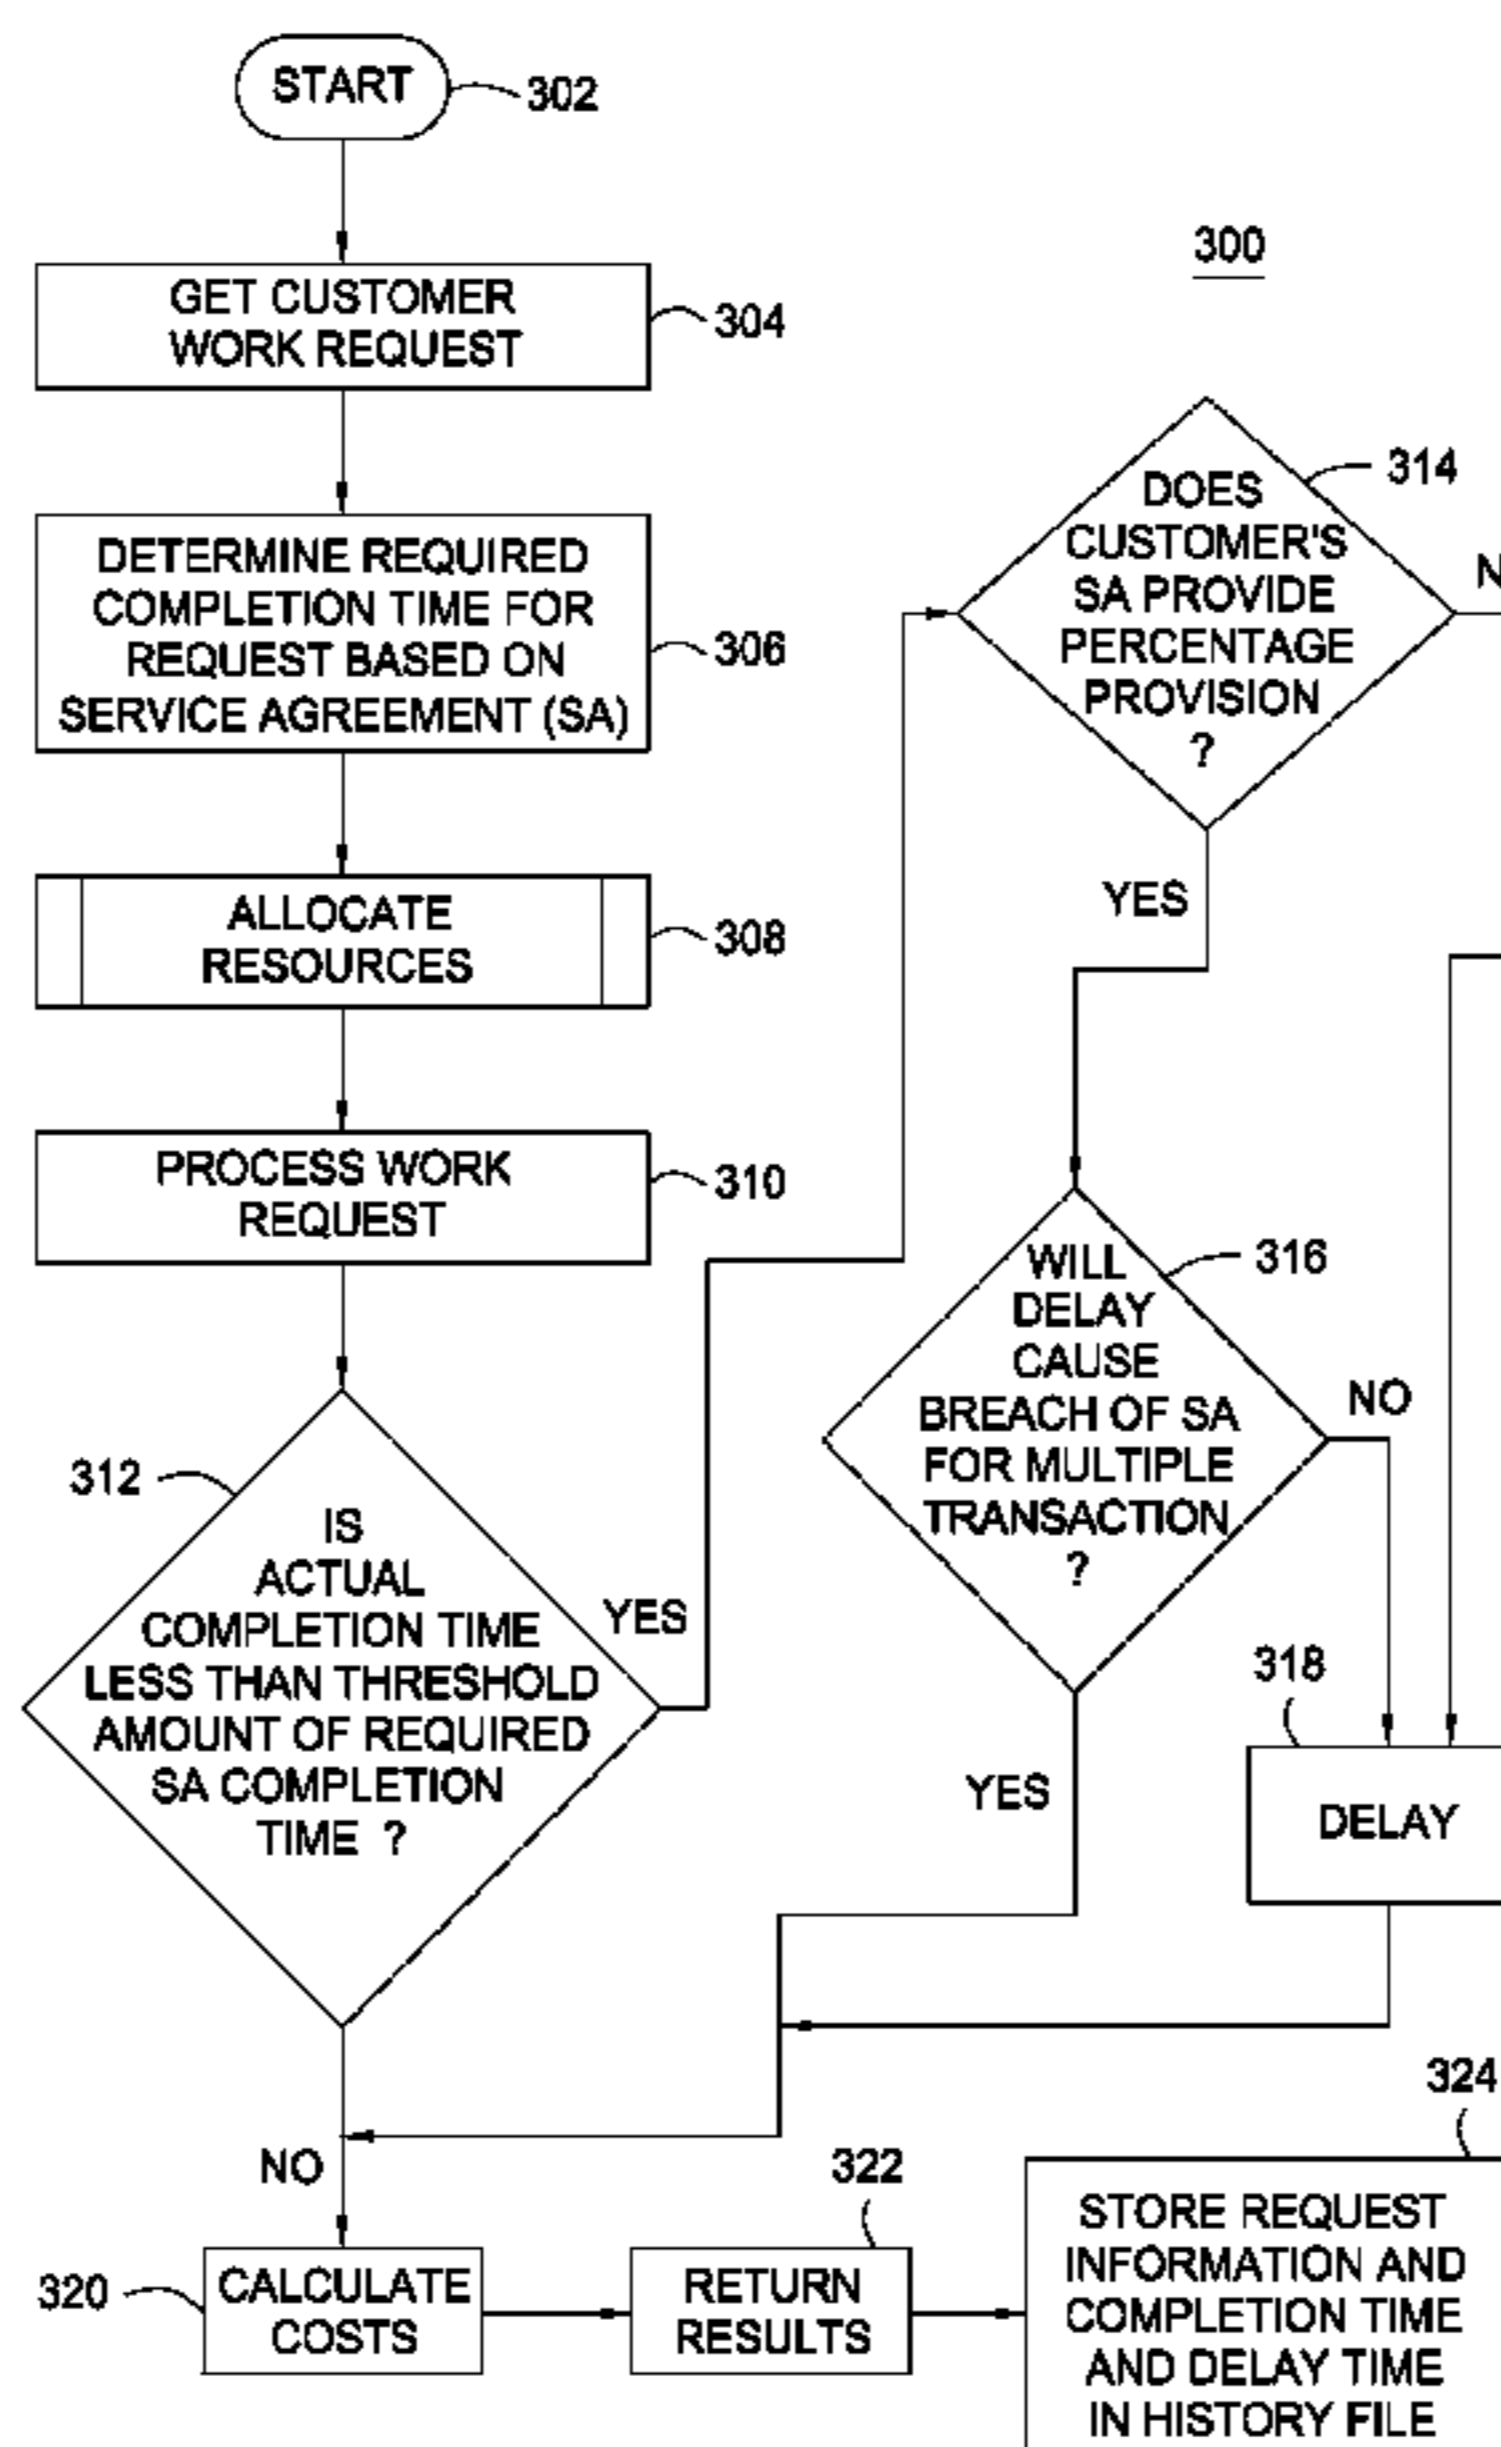 START
302
GET CUSTOMER
WORK REQUEST
304
DETERMINE REQUIRED
COMPLETION TIME FOR
REQUEST BASED ON
SERVICE AGREEMENT (SA)
306
ALLOCATE
RESOURCES
308
PROCESS WORK
REQUEST
310
312
IS
ACTUAL
COMPLETION TIME
LESS THAN THRESHOLD
AMOUNT OF REQUIRED
SA COMPLETION
TIME ?
YES
NO
300
314
DOES
CUSTOMER'S
SA PROVIDE
PERCENTAGE
PROVISION
?
YES
316
WILL
DELAY
CAUSE
BREACH OF SA
FOR MULTIPLE
TRANSACTION
?
NO
YES
318
DELAY
320
CALCULATE
COSTS
322
RETURN
RESULTS
324
STORE REQUEST
INFORMATION AND
COMPLETION TIME
AND DELAY TIME
IN HISTORY FILE